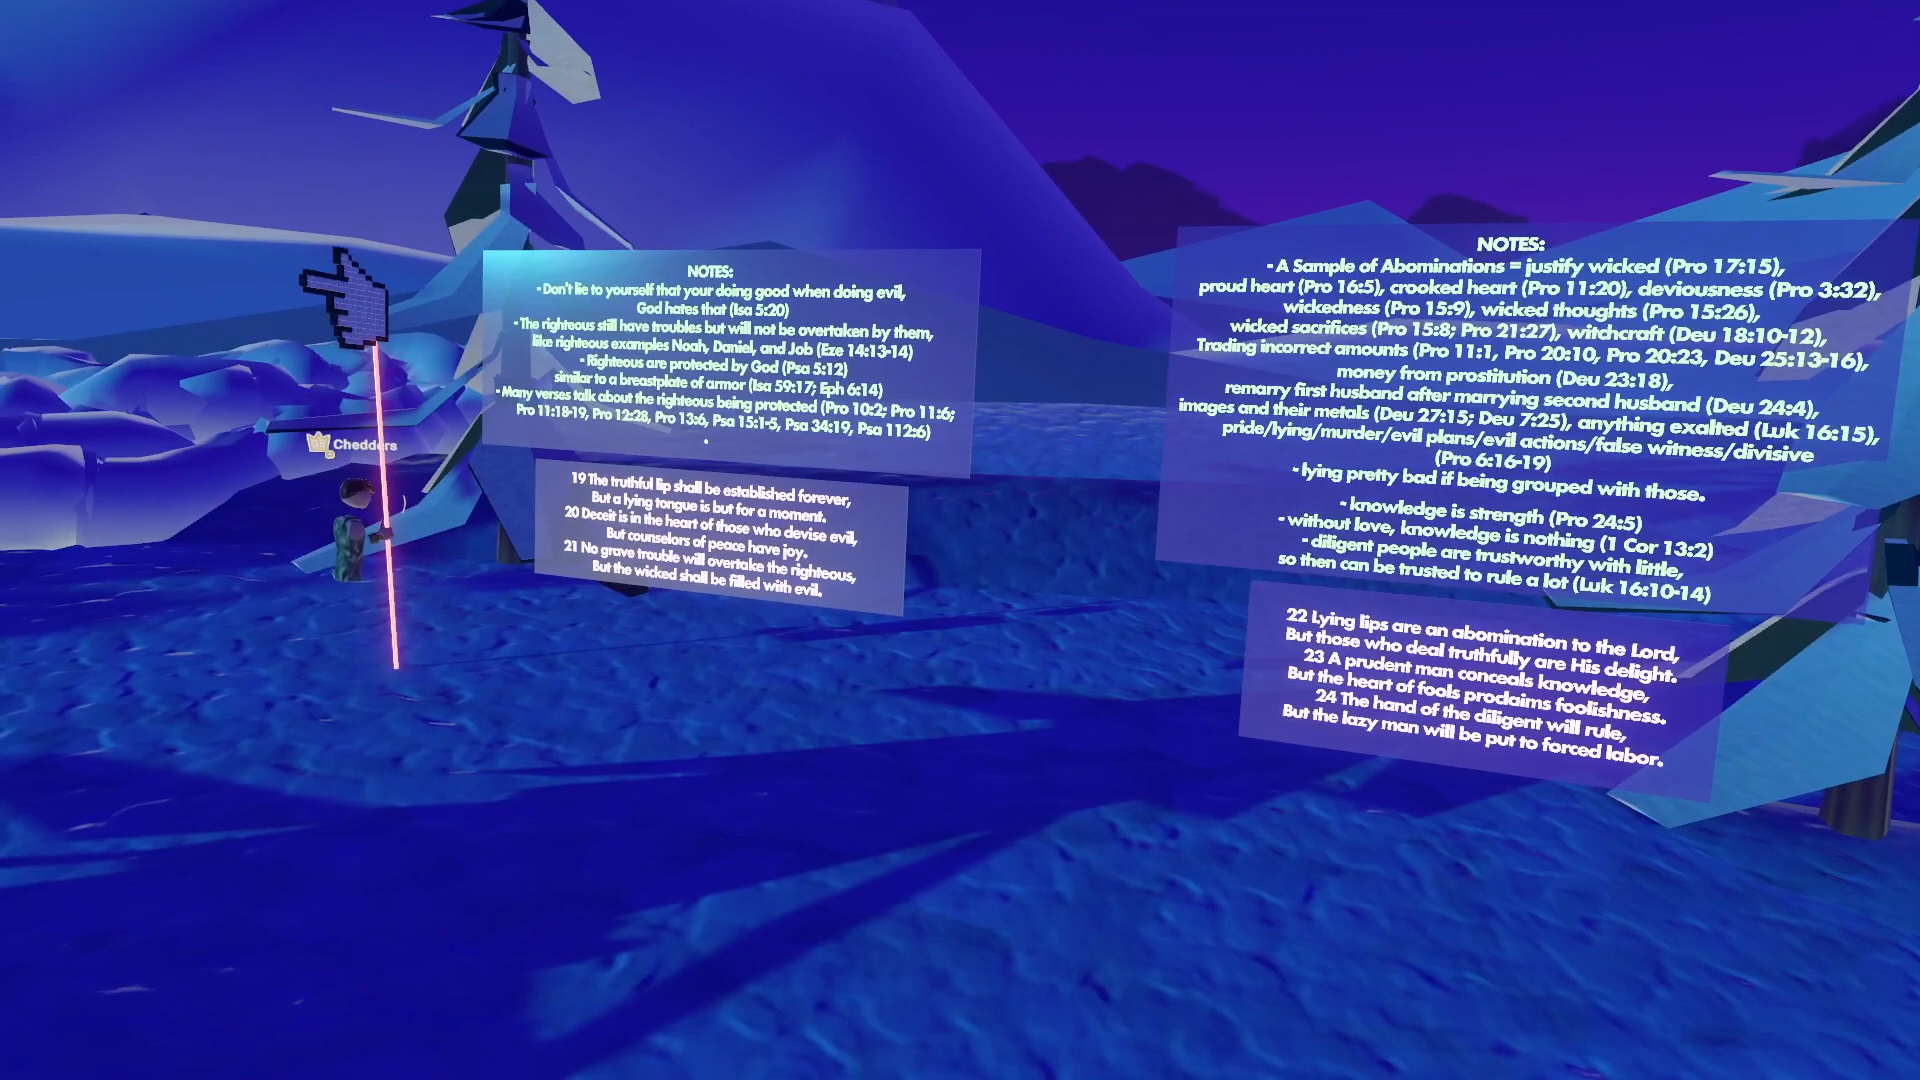 Chedders
NOTES:
- Don't lie to yourself that your doing good when doing evil,
God hates that (Isa 5:20)
- The righteous still have troubles but will not be overtaken by them,
like righteous examples Noah, Daniel, and Job (Eze 14:13-14)
- Righteous are protected by God (Psa 5:12)
similar to a breastplate of armor (Isa 59:17; Eph 6:14)
- Many verses talk about the righteous being protected (Pro 10:2; Pro 11:6;
Pro 11:18-19, Pro 12:28, Pro 13:6, Psa 15:1-5, Psa 34:19, Psa 112:6)
19 The truthful lip shall be established forever,
But a lying tongue is but for a moment.
20 Deceit is in the heart of those who devise evil,
But counselors of peace have joy.
21 No grave trouble will overtake the righteous,
But the wicked shall be filled with evil.
NOTES:
- A Sample of Abominations = justify wicked (Pro 17:15),
proud heart (Pro 16:5), crooked heart (Pro 11:20), deviousness (Pro 3:32),
wickedness (Pro 15:9), wicked thoughts (Pro 15:26),
wicked sacrifices (Pro 15:8; Pro 21:27), witchcraft (Deu 18:10-12),
Trading incorrect amounts (Pro 11:1, Pro 20:10, Pro 20:23, Deu 25:13-16),
money from prostitution (Deu 23:18),
remarry first husband after marrying second husband (Deu 24:4),
images and their metals (Deu 27:15; Deu 7:25), anything exalted (Luk 16:15),
pride/lying/murder/evil plans/evil actions/false witness/divisive
(Pro 6:16-19)
- lying pretty bad if being grouped with those.
- knowledge is strength (Pro 24:5)
- without love, knowledge is nothing (1 Cor 13:2)
- diligent people are trustworthy with little,
so then can be trusted to rule a lot (Luk 16:10-14)
22 Lying lips are an abomination to the Lord,
But those who deal truthfully are His delight.
23 A prudent man conceals knowledge,
But the heart of fools proclaims foolishness.
24 The hand of the diligent will rule,
But the lazy man will be put to forced labor.